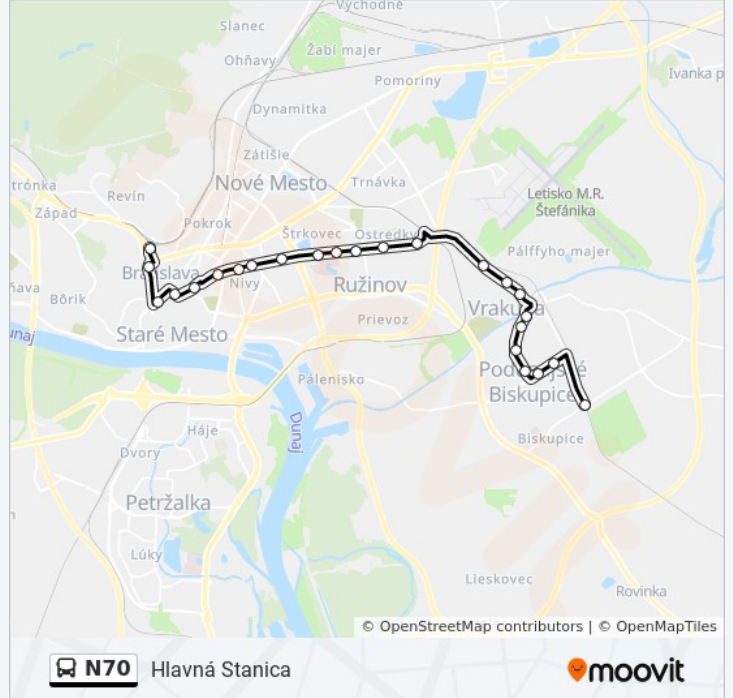 Východné
Slanec
Žabí majer
Ohňavy
Pomoriny
Ivanka p
Dynamitka
Zátišie
trónka
Nové Mesto
Trnávka
Revín
Letisko M.R.
Štefánika
Západ
Pokrok
Štrkovec
Ostredky
Pálffyho majer
Bratislava
ňava
Nivy
Ružinov
Bôrik
Vrakuňa
Prievoz
Staré Mesto
unaj
Pálenisko
Podunajské
Biskupice
Dunaj
Háje
Biskupice
Dvory
Petržalka
Lúky
Lieskovec
Rovinka
© OpenStreetMap contributors | © OpenMapTiles
N70 Hlavná Stanica
moovit